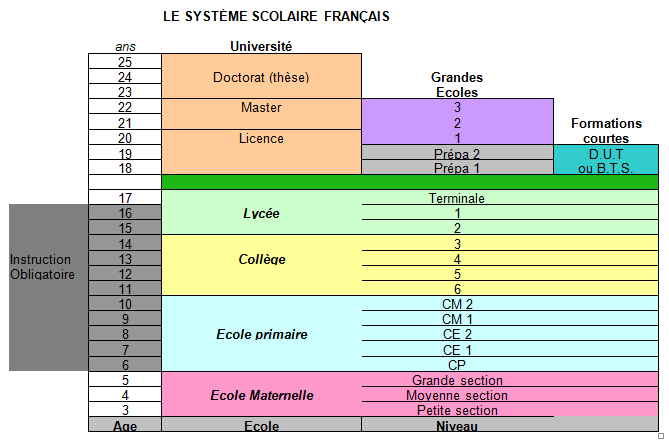 LE SYSTÉME SCOLAIRE FRANÇAIS
ans Université
25
24 Doctorat (thèse) Grandes
23 Ecoles
22 Master 3
21 2 Formations
20 Licence 1 courtes
19 Prépa 2 D.U.T
18 Prépa 1 ou B.T.S.
17 Terminale
16 Lycée 1
15 2
14 3
Instruction 13 Collège 4
Obligatoire 12 5
11 6
10 CM 2
9 CM 1
8 Ecole primaire CE 2
7 CE 1
6 CP
5 Grande section
4 Ecole Maternelle Moyenne section
3 Petite section
Age Ecole Niveau